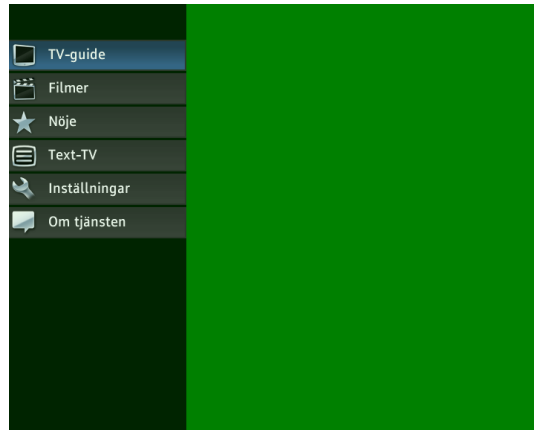 TV-guide
Filmer
Nöje
Text-TV
Inställningar
Om tjänsten